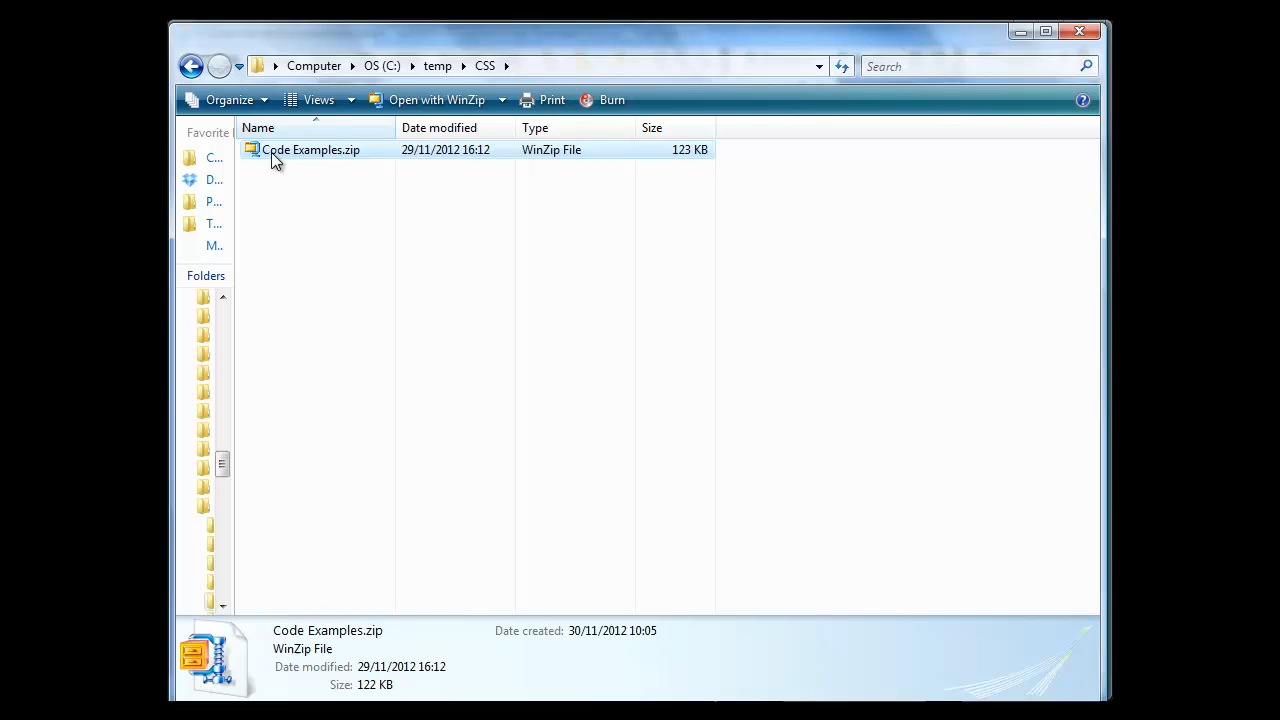 Computer OS (C:) temp CSS
Search
Organize Views Open with WinZip Print Burn
Favorite
C...
D...
P...
T...
M..
Folders
Name Date modified Type Size
Code Examples.zip 29/11/2012 16:12 WinZip File 123 KB
Code Examples.zip Date created: 30/11/2012 10:05
WinZip File
Date modified: 29/11/2012 16:12
Size: 122 KB